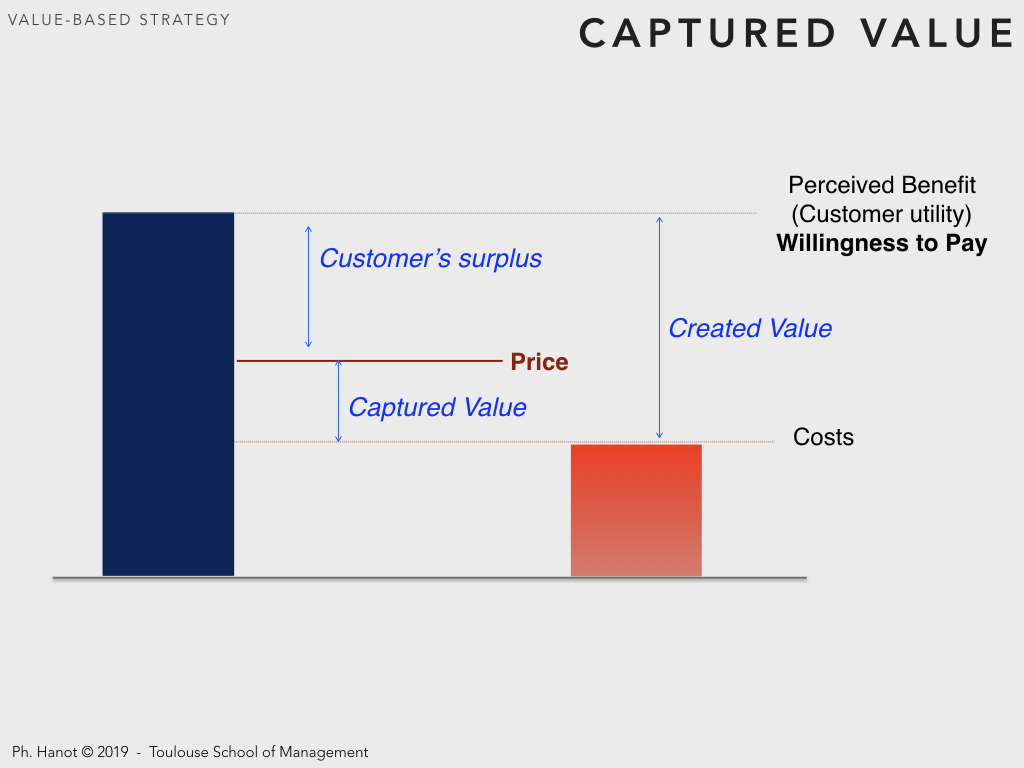 VALUE-BASED STRATEGY
CAPTURED VALUE
Perceived Benefit
(Customer utility)
Willingness to Pay
Customer’s surplus
Created Value
Price
Captured Value
Costs
Ph. Hanot © 2019 - Toulouse School of Management